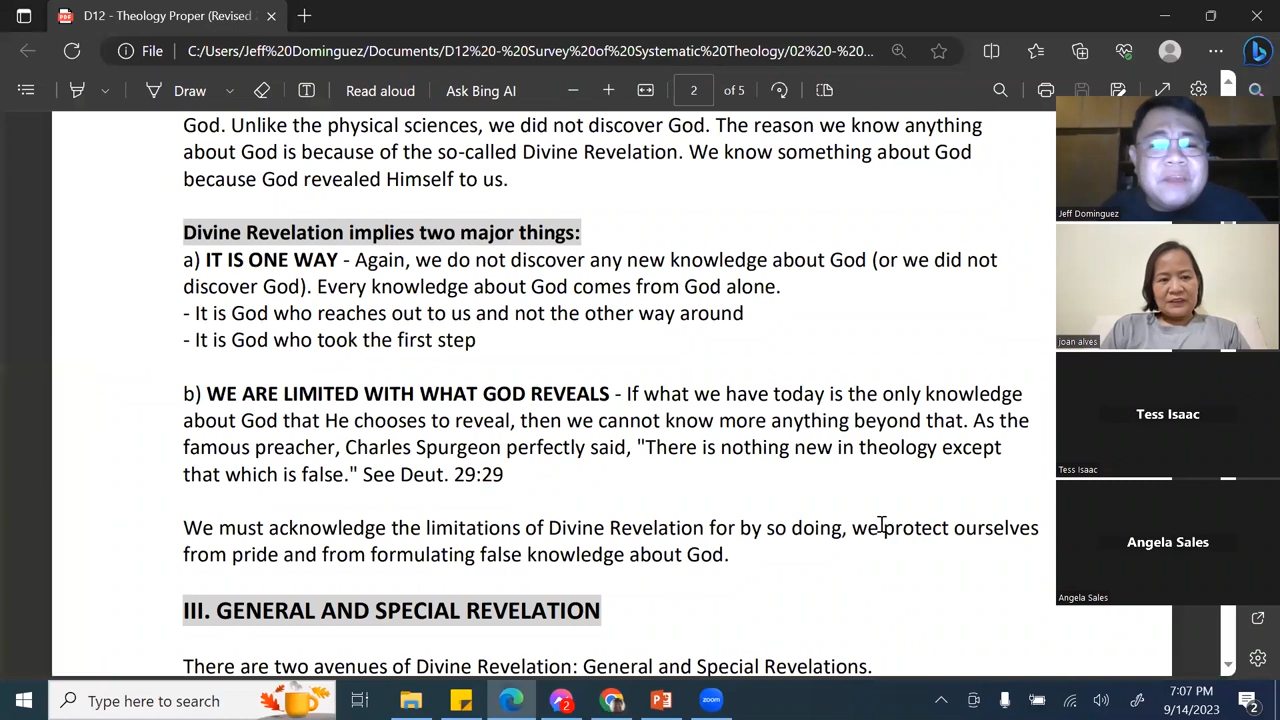 D12 - Theology Proper (Revised
File
C:/Users/Jeff%20Dominguez/Documents/D12%20-%20Survey%20of%20Systematic%20Theology/02%20-%20...
Draw
Read aloud
Ask Bing AI
2
of 5
God. Unlike the physical sciences, we did not discover God. The reason we know anything
about God is because of the so-called Divine Revelation. We know something about God
because God revealed Himself to us.
Divine Revelation implies two major things:
a) IT IS ONE WAY - Again, we do not discover any new knowledge about God (or we did not
discover God). Every knowledge about God comes from God alone.
- It is God who reaches out to us and not the other way around
- It is God who took the first step
b) WE ARE LIMITED WITH WHAT GOD REVEALS - If what we have today is the only knowledge
about God that He chooses to reveal, then we cannot know more anything beyond that. As the
famous preacher, Charles Spurgeon perfectly said, "There is nothing new in theology except
that which is false." See Deut. 29:29
We must acknowledge the limitations of Divine Revelation for by so doing, we protect ourselves
from pride and from formulating false knowledge about God.
III. GENERAL AND SPECIAL REVELATION
There are two avenues of Divine Revelation: General and Special Revelations.
Jeff Dominguez
joan alves
Tess Isaac
Tess Isaac
Angela Sales
Angela Sales
Type here to search
2
zoom
7:07 PM
9/14/2023
2